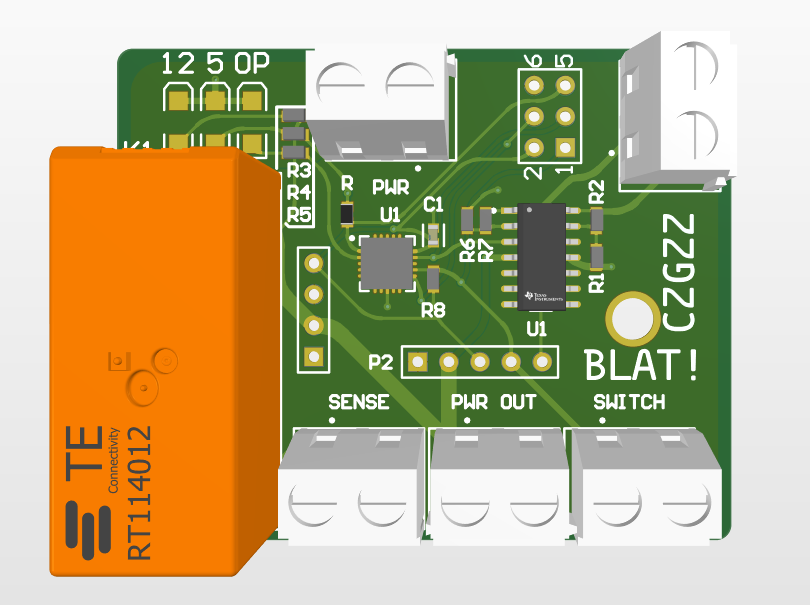 12 5 OP
6 5
K1
R3
R4
R5
R
PWR
U1
C1
2 1
R2
R6
R7
R1
R8
TEXAS
INSTRUMENTS
U1
CZGZZ
P2
BLAT!
SENSE
PWR OUT
SWITCH
TE
Connectivity
RT114012